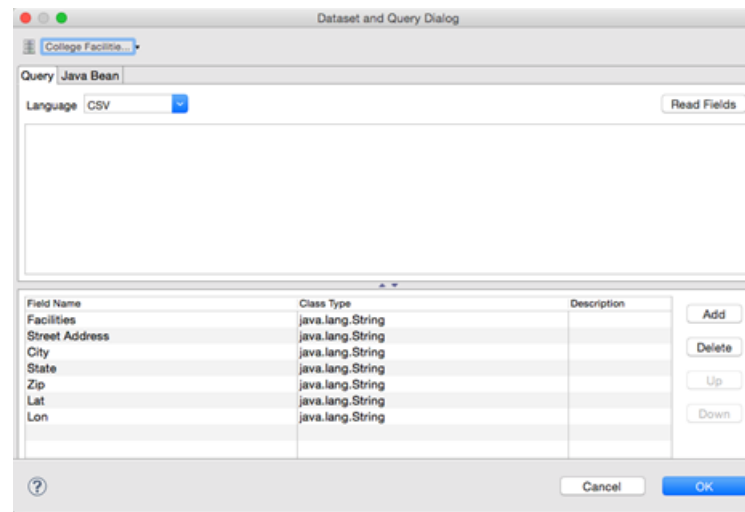 Dataset and Query Dialog
College Facilitie...
Query Java Bean
Language CSV Read Fields
Field Name Class Type Description
Facilities java.lang.String
Street Address java.lang.String
City java.lang.String
State java.lang.String
Zip java.lang.String
Lat java.lang.String
Lon java.lang.String
Add
Delete
Up
Down
? Cancel OK